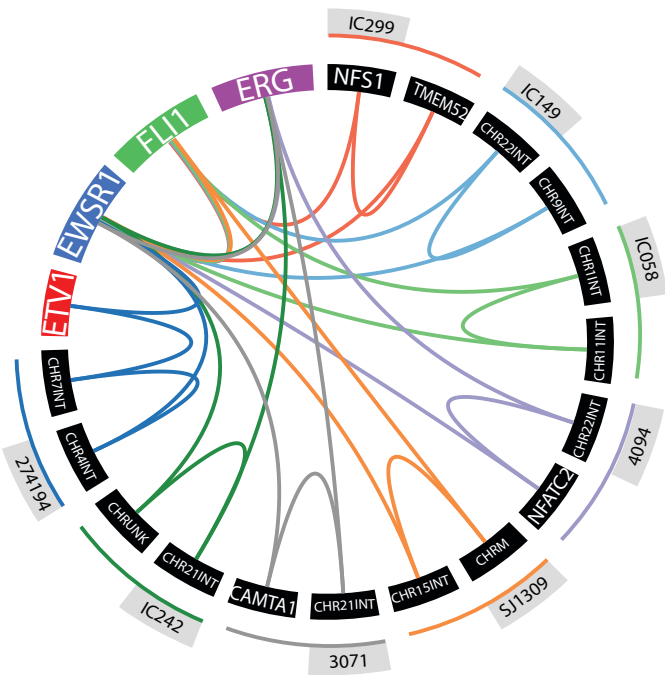 IC299
ERG
NFS1
TMEM52
IC149
FLI1
CHR22INT
EWSR1
CHR9INT
IC058
CHR1INT
ETV1
CHR11INT
CHR7INT
CHR22INT
4094
274194
CHR4INT
NFATC2
CHRUNK
CHRM
CHR21INT
CHR15INT
SJ1309
CAMTA1
CHR21INT
IC242
3071